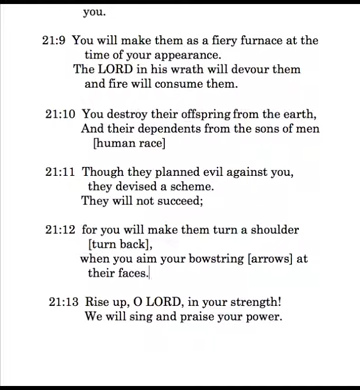 you.
21:9 You will make them as a fiery furnace at the
time of your appearance.
The LORD in his wrath will devour them
and fire will consume them.
21:10 You destroy their offspring from the earth,
And their dependents from the sons of men
[human race]
21:11 Though they planned evil against you,
they devised a scheme.
They will not succeed;
21:12 for you will make them turn a shoulder
[turn back],
when you aim your bowstring [arrows] at
their faces.
21:13 Rise up, O LORD, in your strength!
We will sing and praise your power.